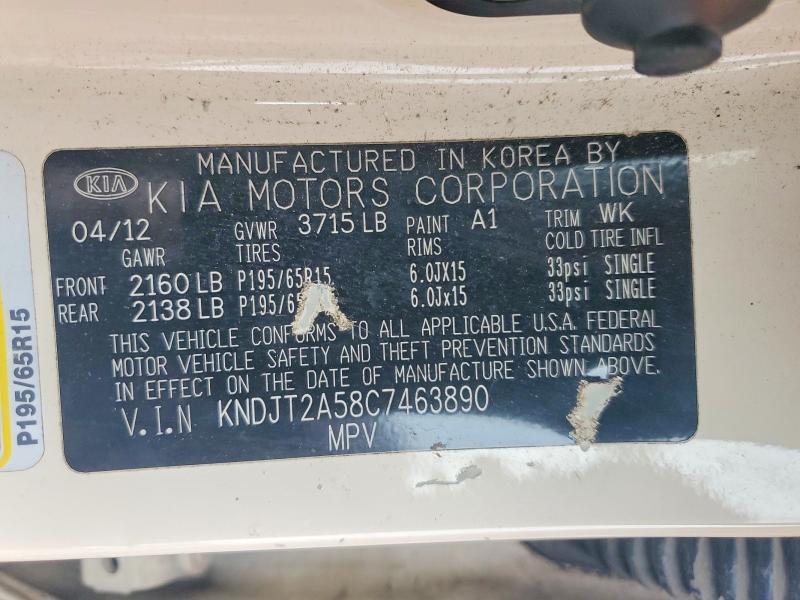 MANUFACTURED IN KOREA BY
KIA
KIA MOTORS CORPORATION
04/12 GVWR 3715 LB PAINT A1 TRIM WK
GAWR TIRES RIMS COLD TIRE INFL
FRONT 2160 LB P195/65R15 6.0JX15 33psi SINGLE
REAR 2138 LB P195/6 6.0Jx15 33psi SINGLE
THIS VEHICLE CONFORMS TO ALL APPLICABLE U.S.A. FEDERAL
MOTOR VEHICLE SAFETY AND THEFT PREVENTION STANDARDS
IN EFFECT ON THE DATE OF MANUFACTURE SHOWN ABOVE.
V.I.N KNDJT2A58C7463890
MPV
P195/65R15